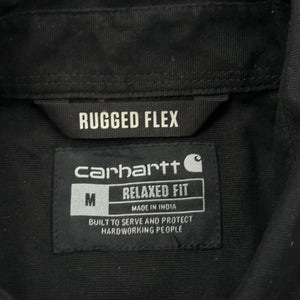 RUGGED FLEX
carhartt
M RELAXED FIT
MADE IN INDIA
BUILT TO SERVE AND PROTECT
HARDWORKING PEOPLE